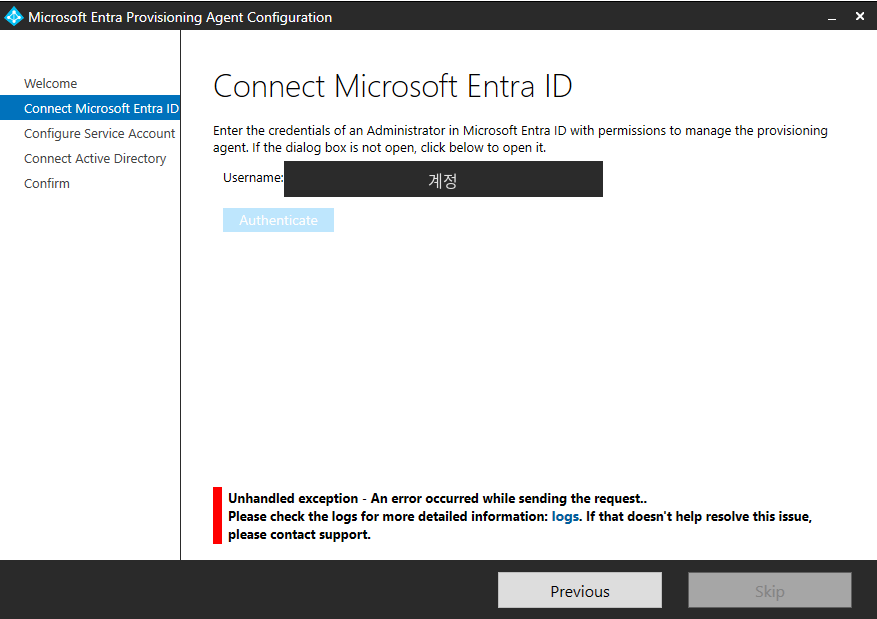 Microsoft Entra Provisioning Agent Configuration
Welcome
Connect Microsoft Entra ID
Configure Service Account
Connect Active Directory
Confirm
Connect Microsoft Entra ID
Enter the credentials of an Administrator in Microsoft Entra ID with permissions to manage the provisioning
agent. If the dialog box is not open, click below to open it.
Username: 계정
Authenticate
Unhandled exception - An error occurred while sending the request..
Please check the logs for more detailed information: logs. If that doesn't help resolve this issue,
please contact support.
Previous
Skip